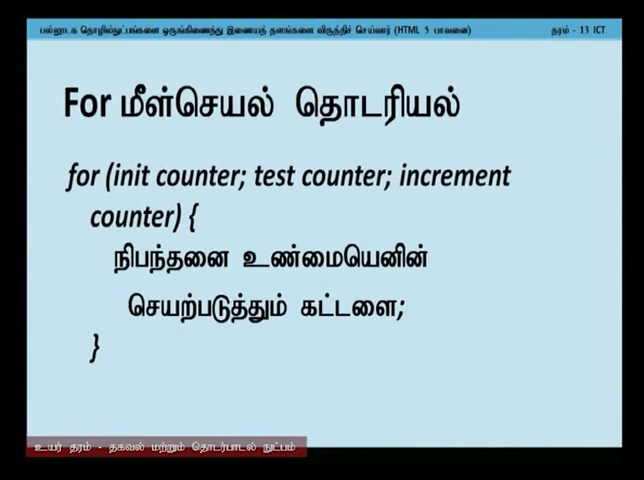 பல்லூடக தொழில்நுட்பங்களை ஒருங்கிணைத்து இணையத் தளங்களை விருத்திச் செய்வார் (HTML 5 பாவனை) தரம் - 13 ICT
For மீள்செயல் தொடரியல்
for (init counter; test counter; increment
counter) {
நிபந்தனை உண்மையெனின்
செயற்படுத்தும் கட்டளை;
}
உயர் தரம் - தகவல் மற்றும் தொடர்பாடல் நுட்பம்